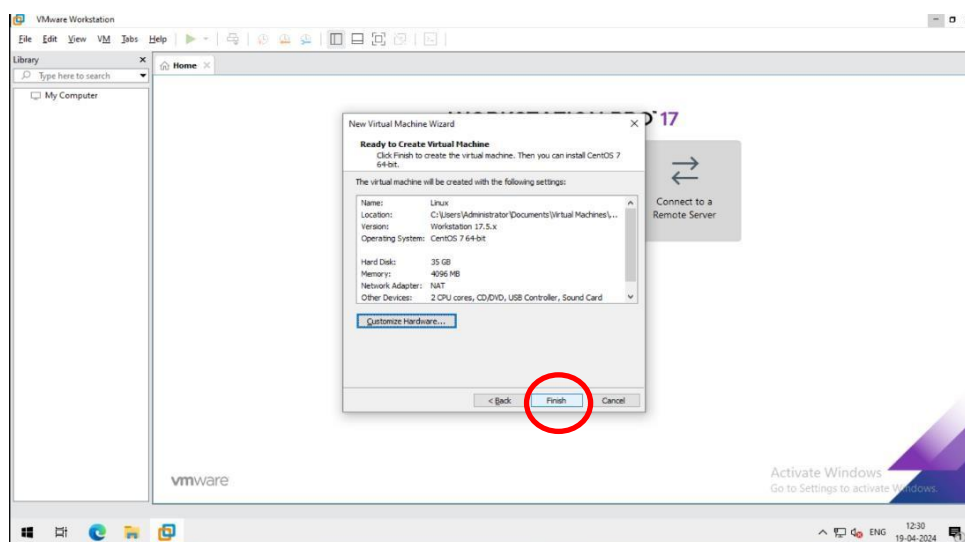 VMware Workstation
File Edit View VM Tabs Help
Library
Type here to search
Home
My Computer
17
New Virtual Machine Wizard
Ready to Create Virtual Machine
Click Finish to create the virtual machine. Then you can install CentOS 7
64-bit.
The virtual machine will be created with the following settings:
Name: Linux
Location: C:\Users\Administrator\Documents\Virtual Machines\...
Version: Workstation 17.5.x
Operating System: CentOS 7 64-bit
Hard Disk: 35 GB
Memory: 4096 MB
Network Adapter: NAT
Other Devices: 2 CPU cores, CD/DVD, USB Controller, Sound Card
Customize Hardware...
< Back Finish Cancel
Connect to a
Remote Server
vmware
Activate Windows
Go to Settings to activate Windows.
ENG
12:30
19-04-2024